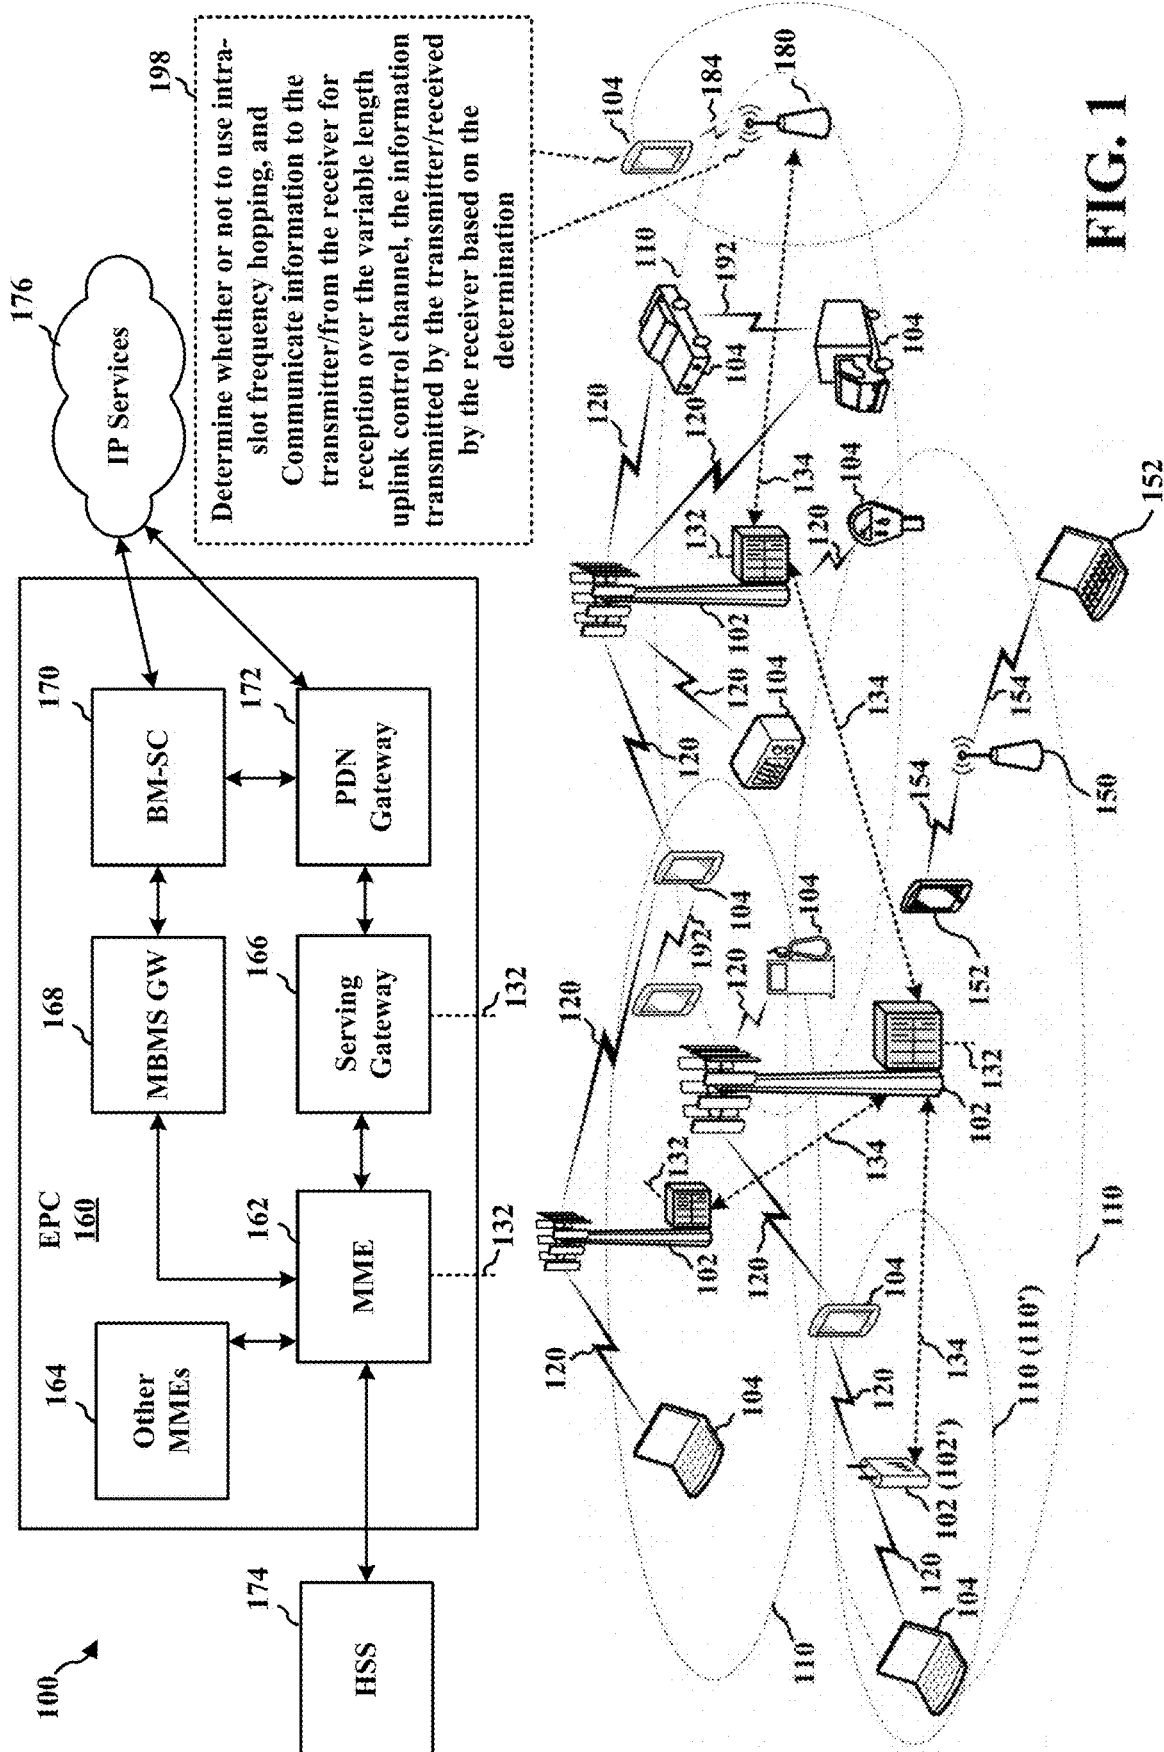 100
174
HSS
EPC
160
164
Other
MMEs
162
MME
132
168
MBMS GW
166
Serving
Gateway
132
170
BM-SC
172
PDN
Gateway
176
IP Services
198
Determine whether or not to use intra-
slot frequency hopping, and
Communicate information to the
transmitter/from the receiver for
reception over the variable length
uplink control channel, the information
transmitted by the transmitter/received
by the receiver based on the
determination
104
184
180
110
192
104
104
120
120
134
132
102
120
104
120
104
120
134
120
104
192
120
104
132
102
134
132
102
120
120
104
110
104
120
134
102 (102')
120
104
110 (110')
110
152
154
150
154
152
FIG. 1